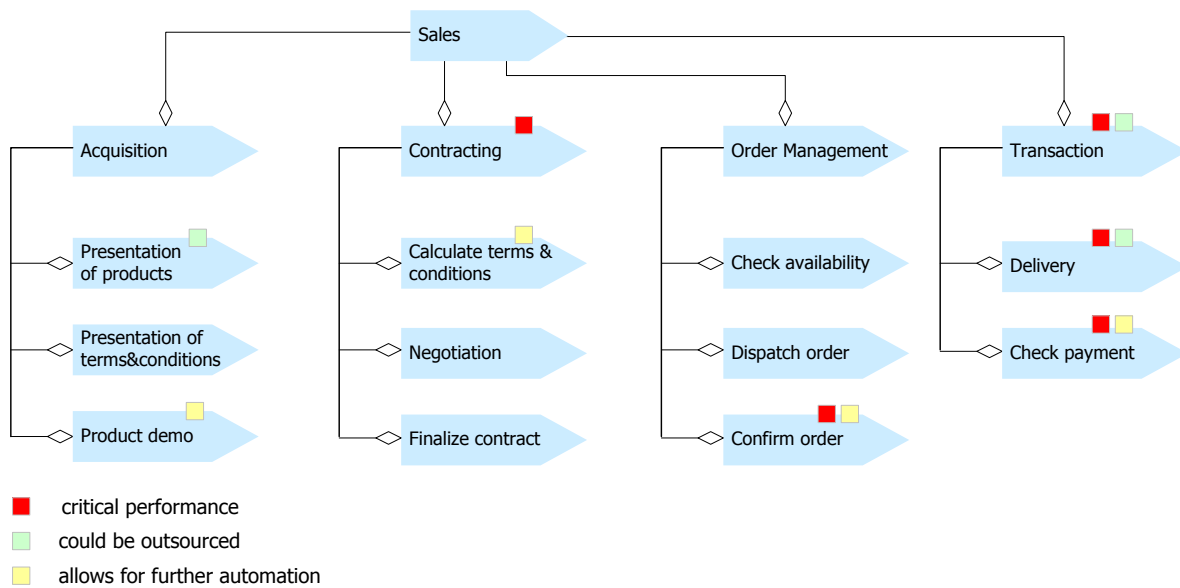 Sales
Acquisition
Contracting
Order Management
Transaction
Presentation
of products
Calculate terms &
conditions
Check availability
Delivery
Presentation of
terms&conditions
Negotiation
Dispatch order
Check payment
Product demo
Finalize contract
Confirm order
critical performance
could be outsourced
allows for further automation